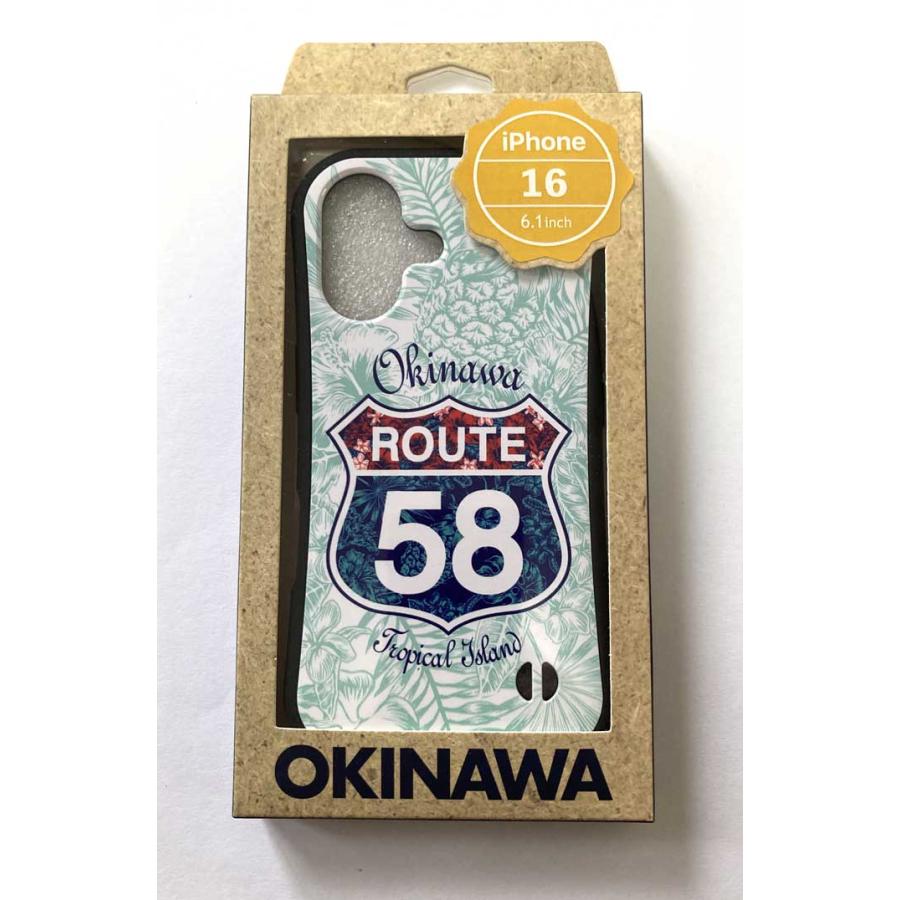 iPhone
16
6.1inch
Okinawa
ROUTE
58
Tropical Island
OKINAWA